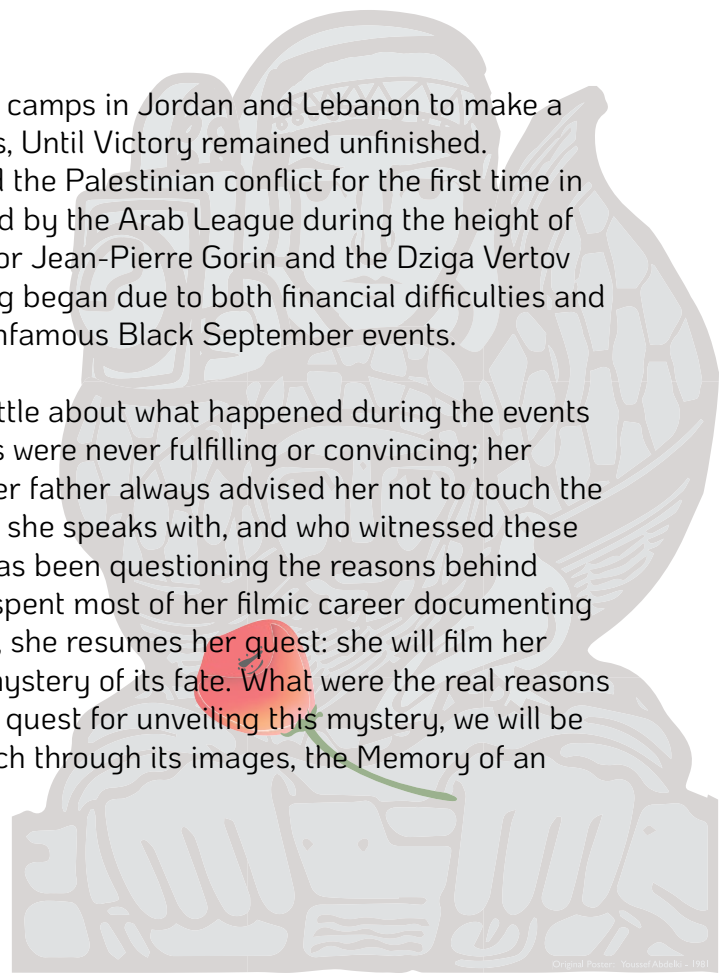 camps in Jordan and Lebanon to make a
s, Until Victory remained unfinished.
the Palestinian conflict for the first time in
d by the Arab League during the height of
or Jean-Pierre Gorin and the Dziga Vertov
g began due to both financial difficulties and
nfamous Black September events.
ttle about what happened during the events
s were never fulfilling or convincing; her
er father always advised her not to touch the
she speaks with, and who witnessed these
as been questioning the reasons behind
spent most of her filmic career documenting
, she resumes her quest: she will film her
mystery of its fate. What were the real reasons
quest for unveiling this mystery, we will be
ch through its images, the Memory of an
Original Poster: Youssef Abdelki - 1981